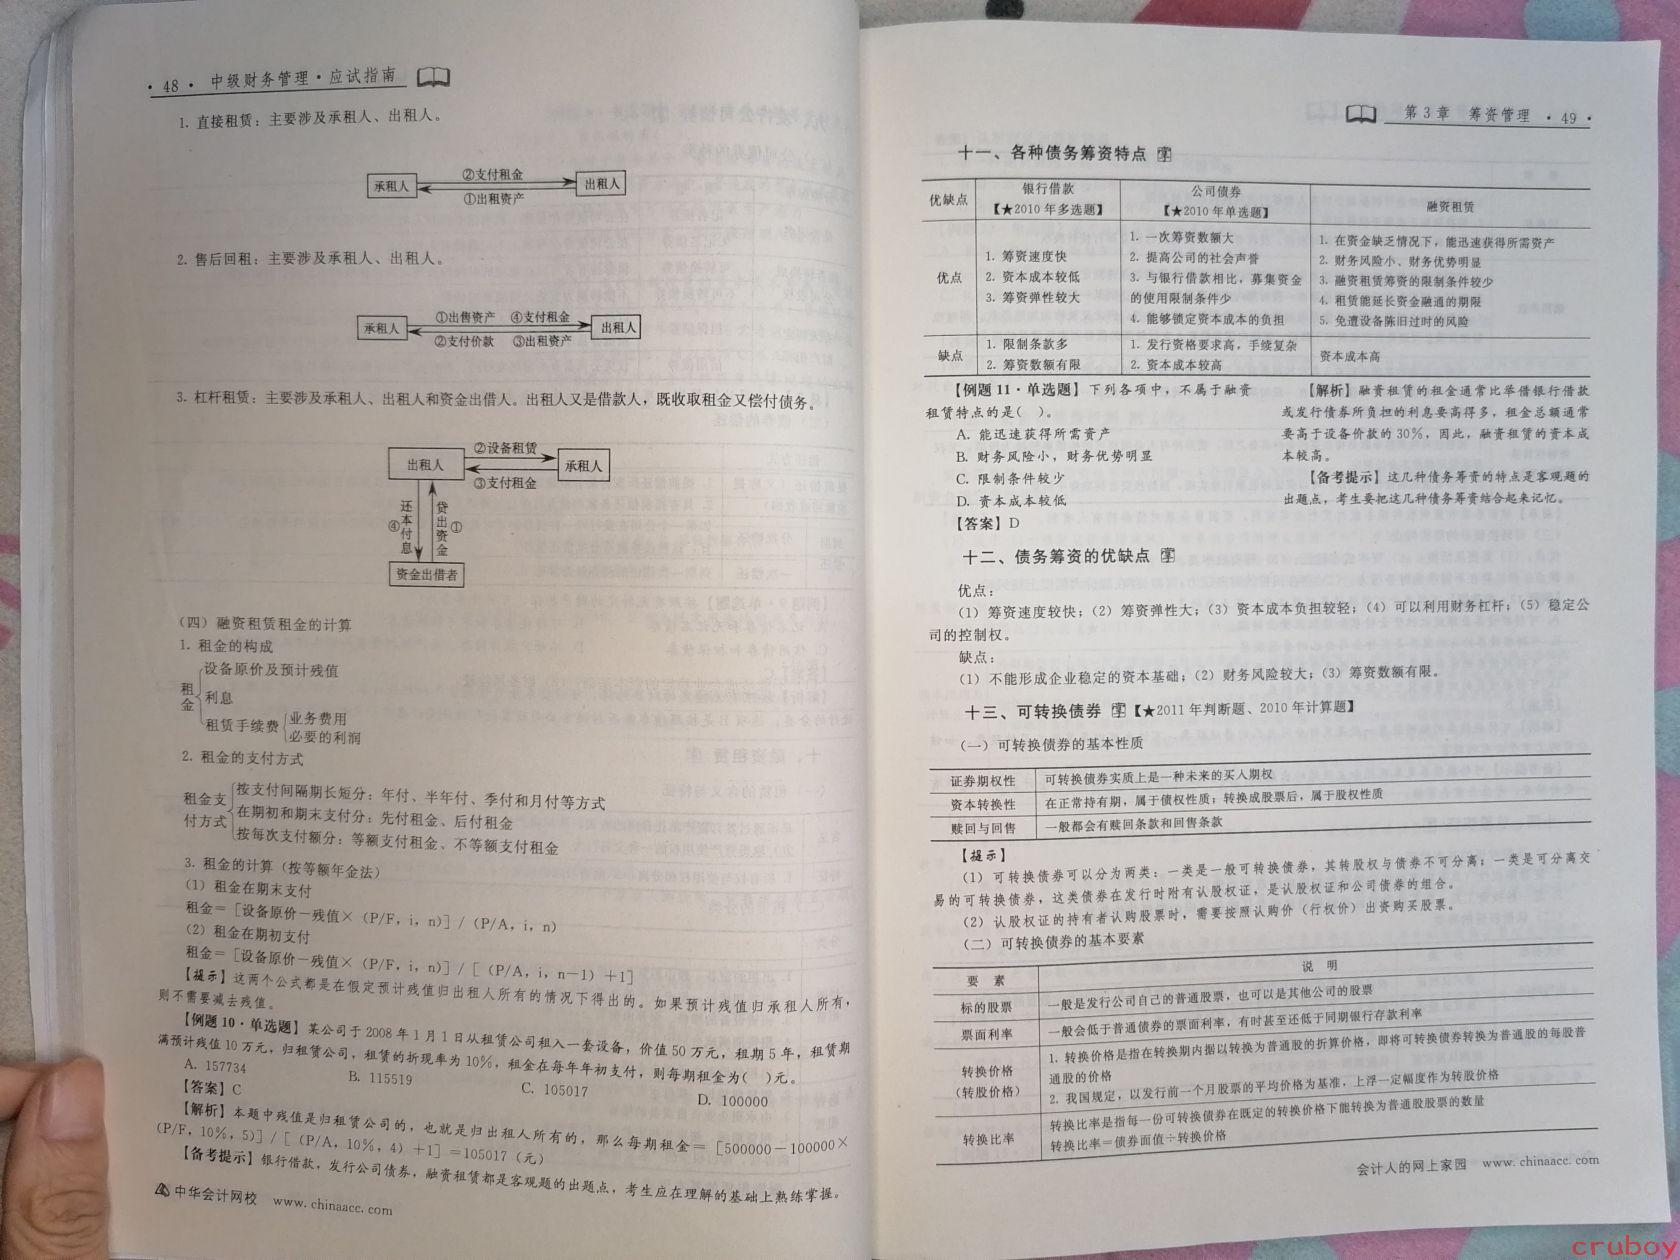 ·48· 中级财务管理·应试指南
1. 直接租赁：主要涉及承租人、出租人。
承租人 ②支付租金 出租人
①出租资产
2. 售后回租：主要涉及承租人、出租人。
①出售资产 ④支付租金
承租人 出租人
②支付价款 ③出租资产
3. 杠杆租赁：主要涉及承租人、出租人和资金出借人。出租人又是借款人，既收取租金又偿付债务。
②设备租赁
出租人 承租人
③支付租金
④还本付息 贷出资金①
资金出借者
（四）融资租赁租金的计算
1. 租金的构成
设备原价及预计残值
租金 利息
租赁手续费 业务费用
必要的利润
2. 租金的支付方式
租金支付方式
按支付间隔期长短分：年付、半年付、季付和月付等方式
在期初和期末支付分：先付租金、后付租金
按每次支付额分：等额支付租金、不等额支付租金
3. 租金的计算（按等额年金法）
（1）租金在期末支付
租金＝［设备原价－残值×（P/F，i，n)］/（P/A，i，n）
（2）租金在期初支付
租金＝［设备原价－残值×（P/F，i，n)］/［（P/A，i，n－1）＋1］
【提示】这两个公式都是在假定预计残值归出租人所有的情况下得出的。如果预计残值归承租人所有，
则不需要减去残值。
【例题 10·单选题】某公司于 2008 年 1 月 1 日从租赁公司租入一套设备，价值 50 万元，租期 5 年，租赁期
满预计残值 10 万元，归租赁公司，租赁的折现率为 10%，租金在每年年初支付，则每期租金为（ ）元。
A. 157734 B. 115519 C. 105017 D. 100000
【答案】C
【解析】本题中残值是归租赁公司的，也就是归出租人所有的，那么每期租金＝［500000－100000×
（P/F，10%，5)］/［（P/A，10%，4）＋1］＝105017（元）
【备考提示】银行借款，发行公司债券，融资租赁都是客观题的出题点，考生应在理解的基础上熟练掌握。
中华会计网校 www.chinaacc.com
第 3 章 筹资管理 ·49·
十一、各种债务筹资特点
优缺点 银行借款【★2010 年多选题】 公司债券【★2010 年单选题】 融资租赁
优点
1. 筹资速度快
2. 资本成本较低
3. 筹资弹性较大
1. 一次筹资数额大
2. 提高公司的社会声誉
3. 与银行借款相比，募集资金
的使用限制条件少
4. 能够锁定资本成本的负担
1. 在资金缺乏情况下，能迅速获得所需资产
2. 财务风险小、财务优势明显
3. 融资租赁筹资的限制条件较少
4. 租赁能延长资金融通的期限
5. 免遭设备陈旧过时的风险
缺点
1. 限制条款多
2. 筹资数额有限
1. 发行资格要求高，手续复杂
2. 资本成本较高
资本成本高
【例题 11·单选题】下列各项中，不属于融资
租赁特点的是（ ）。
A. 能迅速获得所需资产
B. 财务风险小，财务优势明显
C. 限制条件较少
D. 资本成本较低
【答案】D
【解析】融资租赁的租金通常比举借银行借款
或发行债券所负担的利息要高得多，租金总额通常
要高于设备价款的 30%，因此，融资租赁的资本成
本较高。
【备考提示】这几种债务筹资的特点是客观题的
出题点，考生要把这几种债务筹资结合起来记忆。
十二、债务筹资的优缺点
优点：
（1）筹资速度较快；（2）筹资弹性大；（3）资本成本负担较轻；（4）可以利用财务杠杆；（5）稳定公
司的控制权。
缺点：
（1）不能形成企业稳定的资本基础；（2）财务风险较大；（3）筹资数额有限。
十三、可转换债券 【★2011 年判断题、2010 年计算题】
（一）可转换债券的基本性质
证券期权性 可转换债券实质上是一种未来的买入期权
资本转换性 在正常持有期，属于债权性质；转换成股票后，属于股权性质
赎回与回售 一般都会有赎回条款和回售条款
【提示】
（1）可转换债券可以分为两类：一类是一般可转换债券，其转股权与债券不可分离；一类是可分离交
易的可转换债券，这类债券在发行时附有认股权证，是认股权证和公司债券的组合。
（2）认股权证的持有者认购股票时，需要按照认购价（行权价）出资购买股票。
（二）可转换债券的基本要素
要 素 说 明
标的股票 一般是发行公司自己的普通股票，也可以是其他公司的股票
票面利率 一般会低于普通债券的票面利率，有时甚至还低于同期银行存款利率
转换价格
（转股价格）
1. 转换价格是指在转换期内据以转换为普通股的折算价格，即将可转换债券转换为普通股的每股普
通股的价格
2. 我国规定，以发行前一个月股票的平均价格为基准，上浮一定幅度作为转股价格
转换比率
转换比率是指每一份可转换债券在既定的转换价格下能转换为普通股股票的数量
转换比率＝债券面值÷转换价格
会计人的网上家园 www.chinaacc.com
cruboy